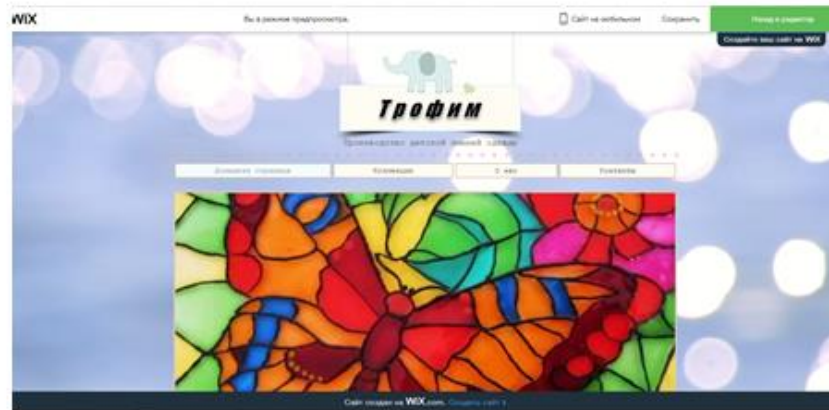 WiX
Вы в режиме предпросмотра.
Сайт на мобильном
Сохранить
Назад в редактор
Создайте ваш сайт на WiX
Трофим
Производство детской зимней одежды
Домашняя страница
Коллекция
О нас
Контакты
Сайт создан на WiX.com. Создать сайт >